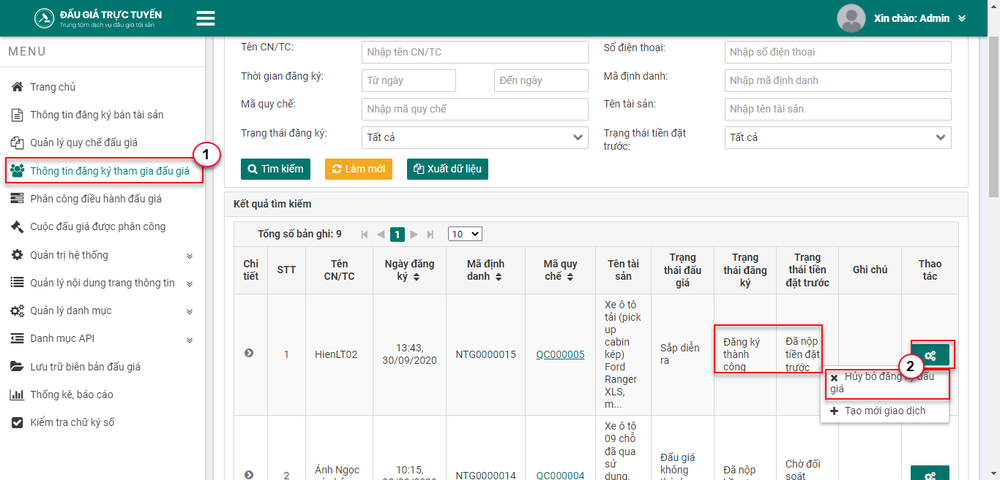 ĐẤU GIÁ TRỰC TUYẾN
Trung tâm dịch vụ đấu giá tài sản
Xin chào: Admin
MENU
Trang chủ
Thông tin đăng ký bán tài sản
Quản lý quy chế đấu giá
1
Thông tin đăng ký tham gia đấu giá
Phân công điều hành đấu giá
Cuộc đấu giá được phân công
Quản trị hệ thống
Quản lý nội dung trang thông tin
Quản lý danh mục
Danh mục API
Lưu trữ biên bản đấu giá
Thống kê, báo cáo
Kiểm tra chữ ký số
Tên CN/TC:
Nhập tên CN/TC
Số điện thoại:
Nhập số điện thoại
Thời gian đăng ký:
Từ ngày
Đến ngày
Mã định danh:
Nhập mã định danh
Mã quy chế:
Nhập mã quy chế
Tên tài sản:
Nhập tên tài sản
Trạng thái đăng ký:
Tất cả
Trạng thái tiền đặt
trước:
Tất cả
Tìm kiếm
Làm mới
Xuất dữ liệu
Kết quả tìm kiếm
Tổng số bản ghi: 9
1
10
Chi
tiết
STT
Tên
CN/TC
Ngày đăng
ký
Mã định
danh
Mã quy
chế
Tên tài
sản
Trạng
thái đấu
giá
Trạng
thái đăng
ký
Trạng
thái tiền
đặt trước
Ghi chú
Thao
tác
1
HienLT02
13:43,
30/09/2020
NTG0000015
QC000005
Xe ô tô
tải (pick
up
cabin
kép)
Ford
Ranger
XLS,
m...
Sắp diễn
ra
Đăng ký
thành
công
Đã nộp
tiền đặt
trước
2
Hủy bỏ đăng ký đấu
giá
Tạo mới giao dịch
2
Ánh Ngọc
10:15,
NTG0000014
QC000004
Xe ô tô
09 chỗ
đã qua
sử
dụng,
Đấu giá
không
Đã nộp
Chờ đối
soát